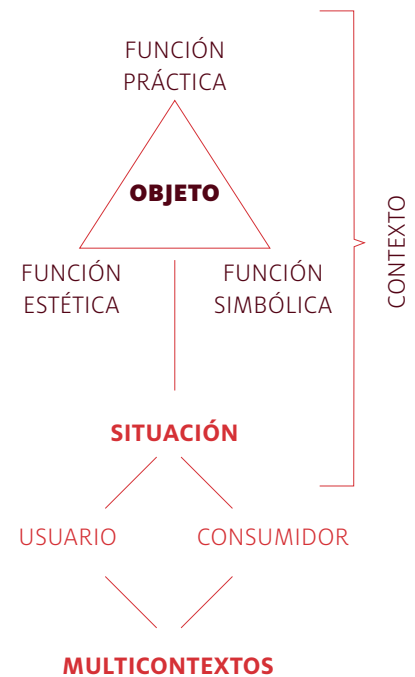 FUNCIÓN
PRÁCTICA
OBJETO
FUNCIÓN
ESTÉTICA
FUNCIÓN
SIMBÓLICA
CONTEXTO
SITUACIÓN
USUARIO
CONSUMIDOR
MULTICONTEXTOS